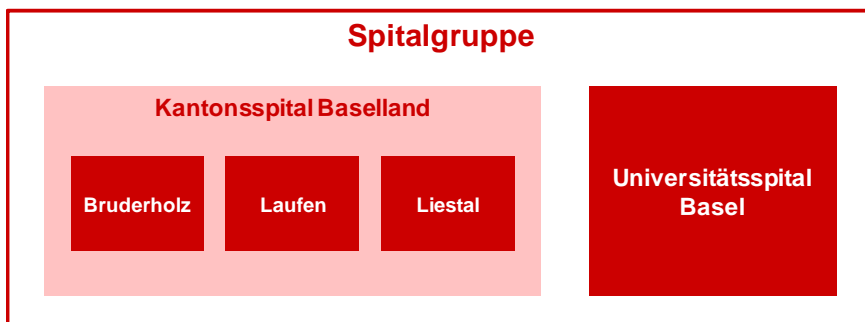 Spitalgruppe
Kantonsspital Baselland
Bruderholz
Laufen
Liestal
Universitätsspital
Basel